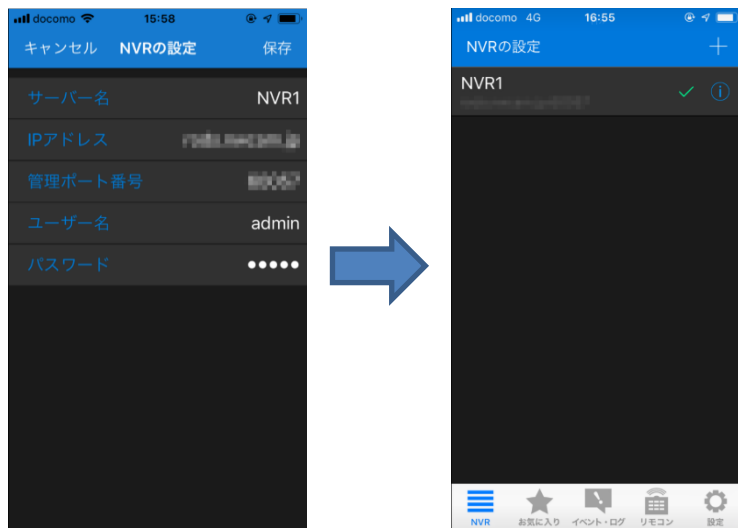 docomo 15:58
キャンセル NVRの設定 保存
サーバー名 NVR1
IPアドレス
管理ポート番号
ユーザー名 admin
パスワード •••••
docomo 4G 16:55
NVRの設定 +
NVR1
NVR お気に入り イベント・ログ リモコン 設定